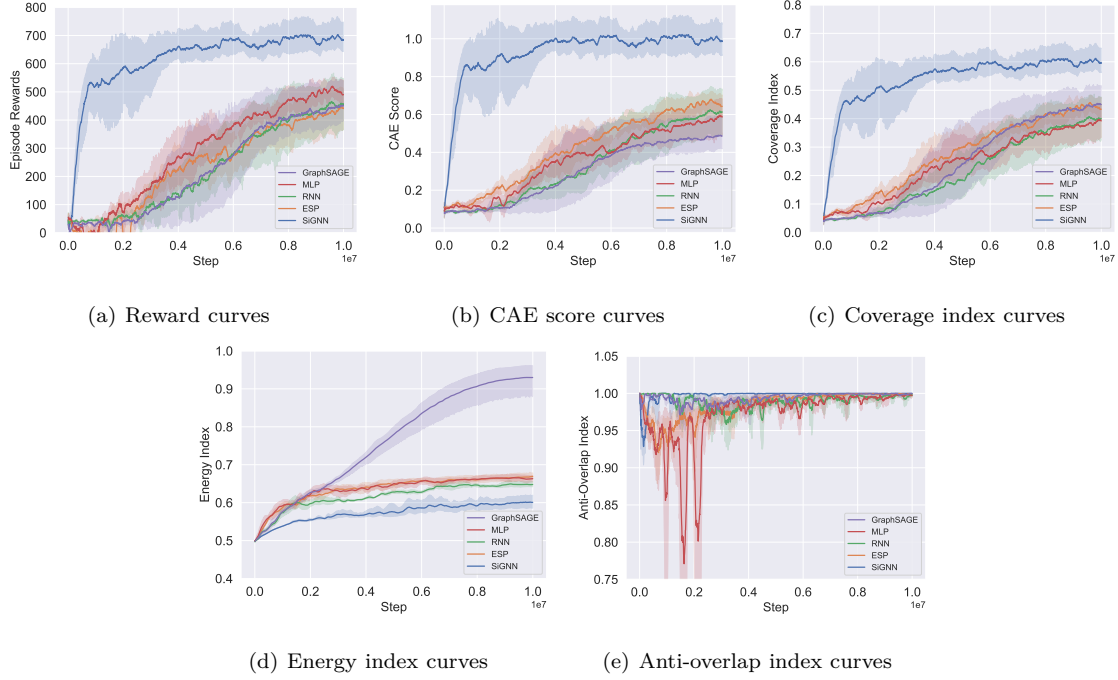 800
700
600
500
400
300
200
100
0
Episode Rewards
GraphSAGE
MLP
RNN
ESP
SiGNN
0.0 0.2 0.4 0.6 0.8 1.0
Step 1e7
(a) Reward curves
1.0
0.8
0.6
0.4
0.2
0.0
CAE Score
GraphSAGE
MLP
RNN
ESP
SiGNN
0.0 0.2 0.4 0.6 0.8 1.0
Step 1e7
(b) CAE score curves
0.8
0.7
0.6
0.5
0.4
0.3
0.2
0.1
0.0
Coverage Index
GraphSAGE
MLP
RNN
ESP
SiGNN
0.0 0.2 0.4 0.6 0.8 1.0
Step 1e7
(c) Coverage index curves
1.0
0.9
0.8
0.7
0.6
0.5
0.4
Energy Index
GraphSAGE
MLP
RNN
ESP
SiGNN
0.0 0.2 0.4 0.6 0.8 1.0
Step 1e7
(d) Energy index curves
1.05
1.00
0.95
0.90
0.85
0.80
0.75
Anti-Overlap Index
GraphSAGE
MLP
RNN
ESP
SiGNN
0.0 0.2 0.4 0.6 0.8 1.0
Step 1e7
(e) Anti-overlap index curves